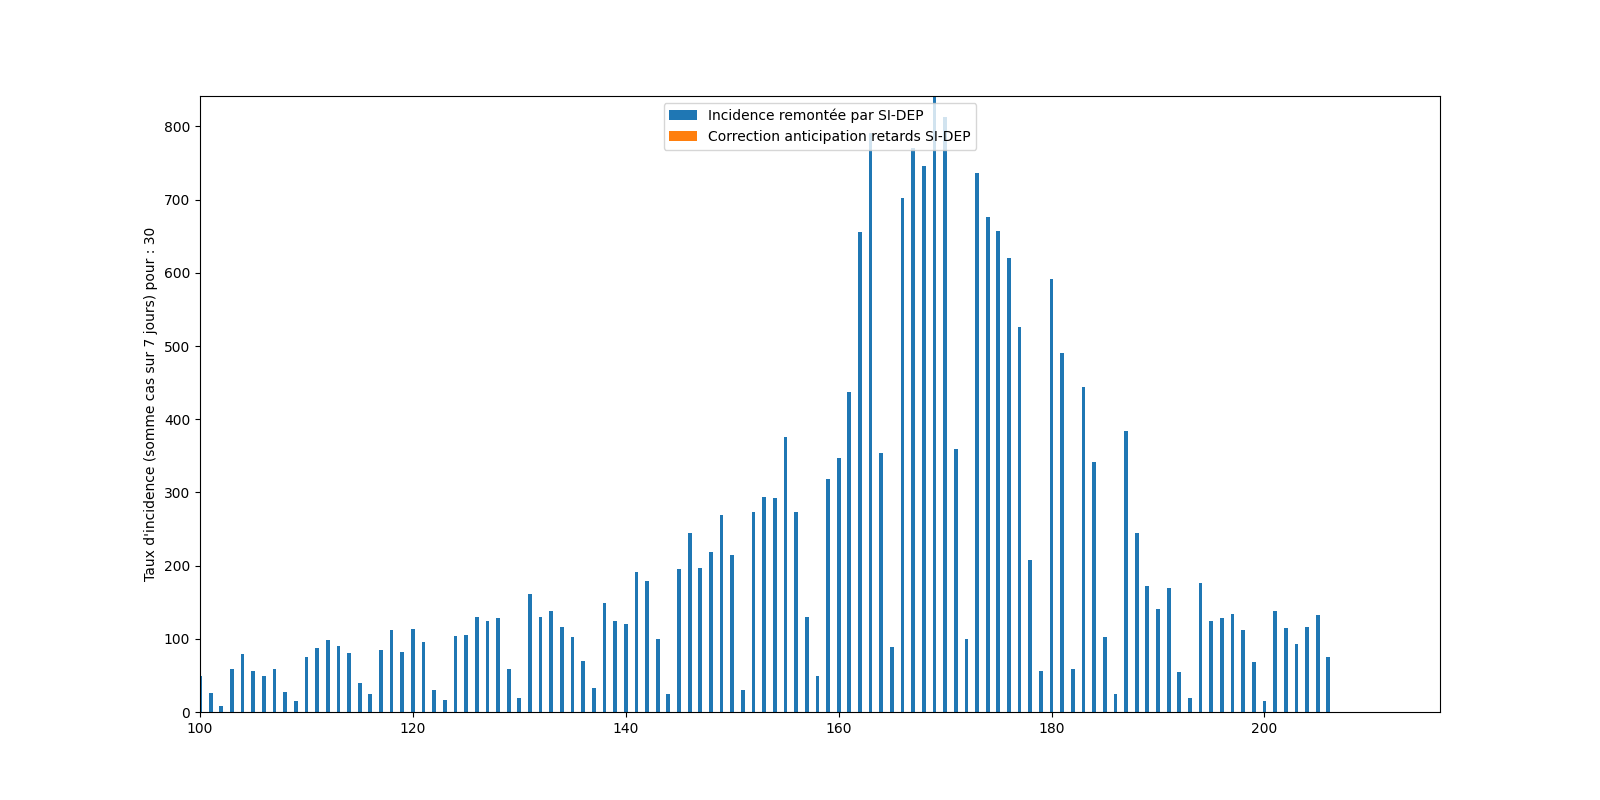 Incidence remontée par SI-DEP
Correction anticipation retards SI-DEP
Taux d'incidence (somme cas sur 7 jours) pour : 30
800
700
600
500
400
300
200
100
0
100 120 140 160 180 200